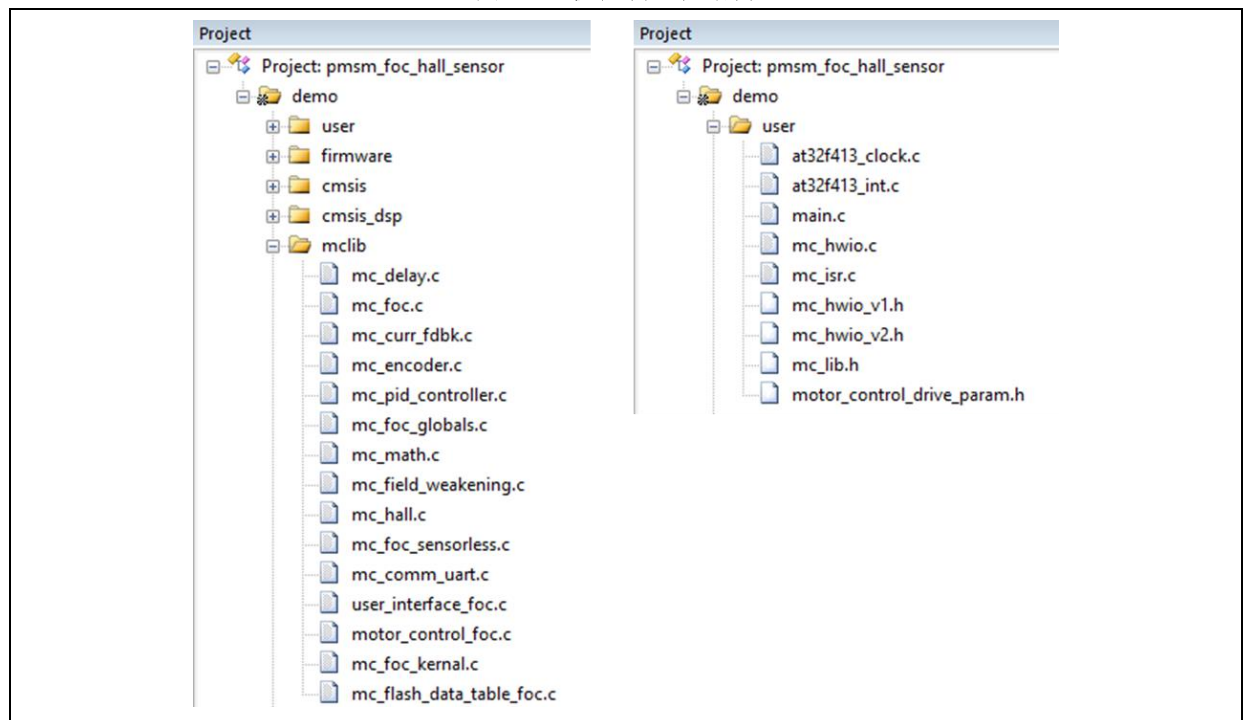 Project
Project: pmsm_foc_hall_sensor
demo
user
firmware
cmsis
cmsis_dsp
mclib
mc_delay.c
mc_foc.c
mc_curr_fdbk.c
mc_encoder.c
mc_pid_controller.c
mc_foc_globals.c
mc_math.c
mc_field_weakening.c
mc_hall.c
mc_foc_sensorless.c
mc_comm_uart.c
user_interface_foc.c
motor_control_foc.c
mc_foc_kernal.c
mc_flash_data_table_foc.c
Project
Project: pmsm_foc_hall_sensor
demo
user
at32f413_clock.c
at32f413_int.c
main.c
mc_hwio.c
mc_isr.c
mc_hwio_v1.h
mc_hwio_v2.h
mc_lib.h
motor_control_drive_param.h